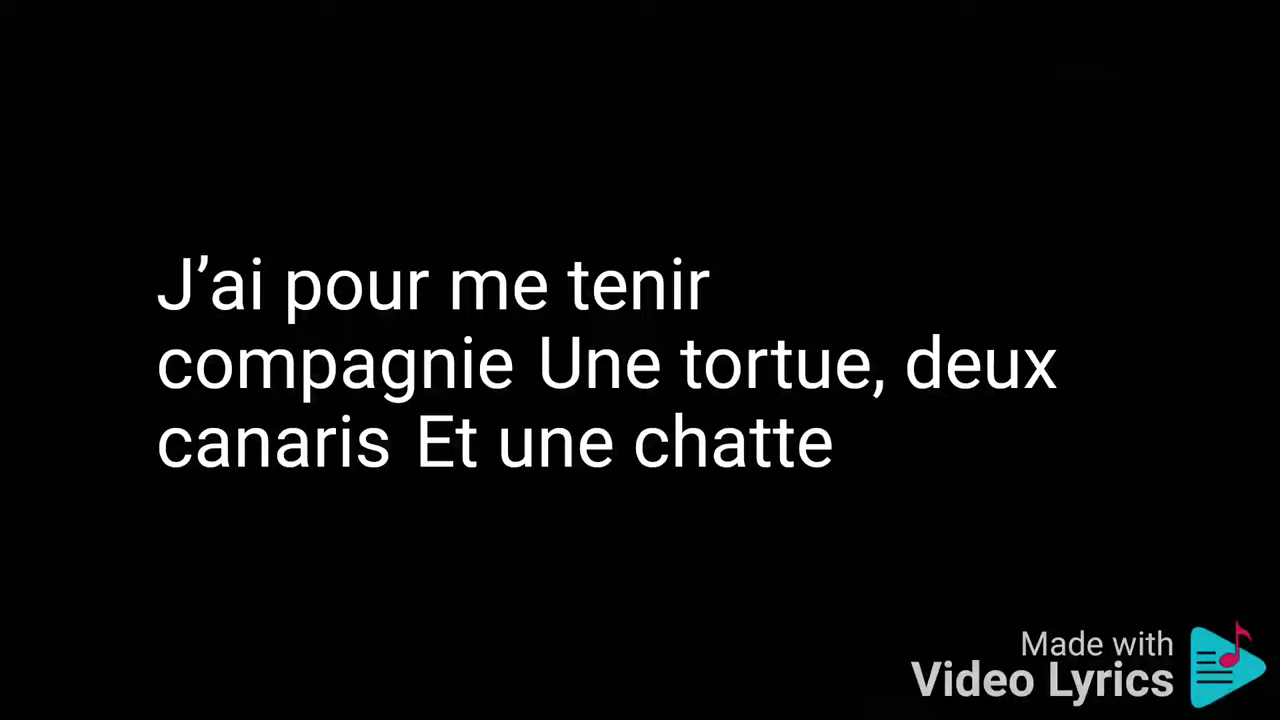 J’ai pour me tenir
compagnie Une tortue, deux
canaris Et une chatte
Made with
Video Lyrics